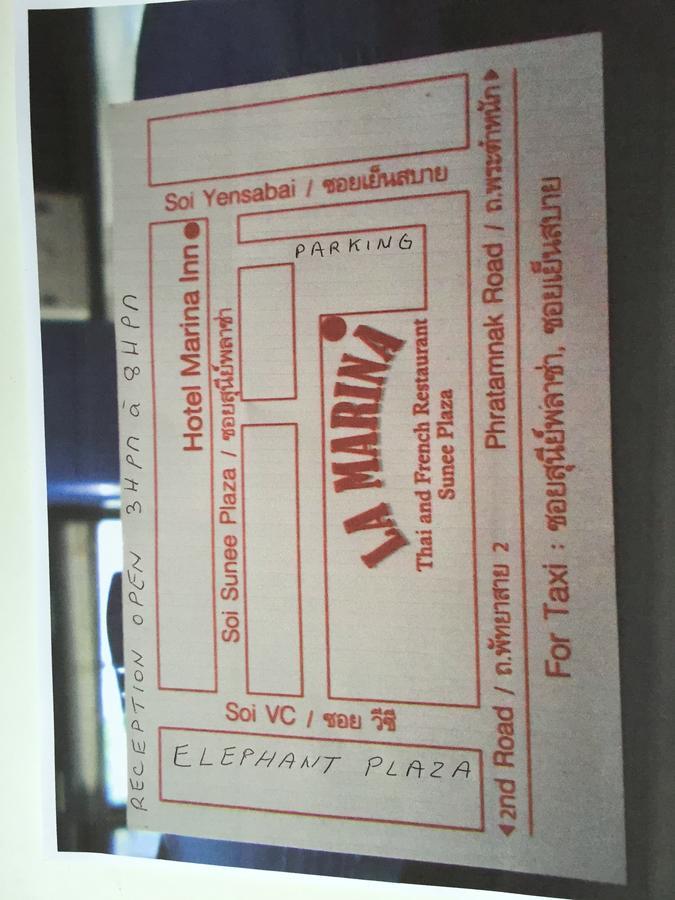 RECEPTION OPEN 3HPM à 8HPM
Soi Yensabai / ซอยเย็นสบาย
Hotel Marina Inn
PARKING
Soi Sunee Plaza / ซอยสุนีย์พลาซ่า
LA MARINA
Thai and French Restaurant
Sunee Plaza
Soi VC / ซอย วีซี
ELEPHANT PLAZA
2nd Road / ถ.พัทยาสาย 2
Phratamnak Road / ถ.พระตำหนัก
For Taxi : ซอยสุนีย์พลาซ่า, ซอยเย็นสบาย